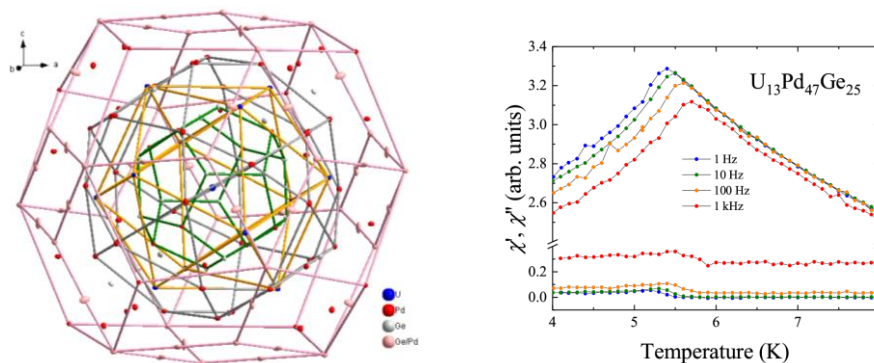 c
b
a
U
Pd
Ge
Ge/Pd
3.4
U₁₃Pd₄₇Ge₂₅
3.2
3.0
1 Hz
10 Hz
2.8
100 Hz
1 kHz
2.6
χ', χ" (arb. units)
0.2
0.0
4
5
6
7
Temperature (K)